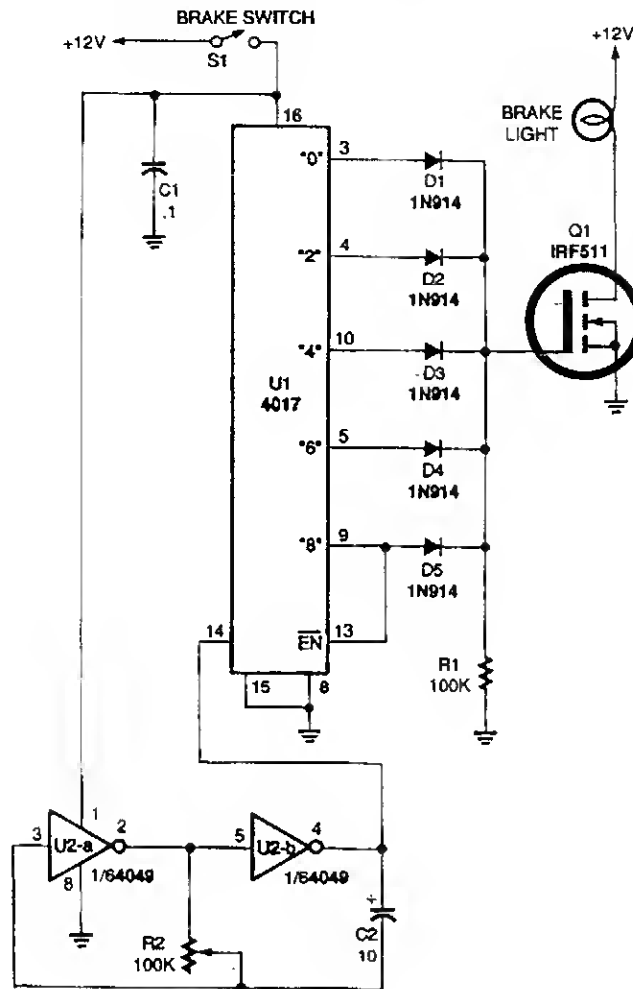 BRAKE SWITCH
+12V
S1
+12V
BRAKE
LIGHT
16
C1
.1
"0"
3
D1
1N914
"2"
4
D2
1N914
Q1
IRF511
"4"
10
D3
1N914
U1
4017
"6"
5
D4
1N914
"8"
9
D5
1N914
14
EN
13
15
8
R1
100K
3
U2-a
1
2
8
1/64049
5
U2-b
4
1/64049
R2
100K
+
C2
10